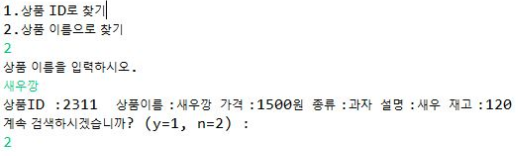 1.상품 ID로 찾기
2.상품 이름으로 찾기
2
상품 이름을 입력하시오.
새우깡
상품ID :2311  상품이름 :새우깡 가격 :1500원 종류 :과자 설명 :새우 재고 :120
계속 검색하시겠습니까? (y=1, n=2) :
2